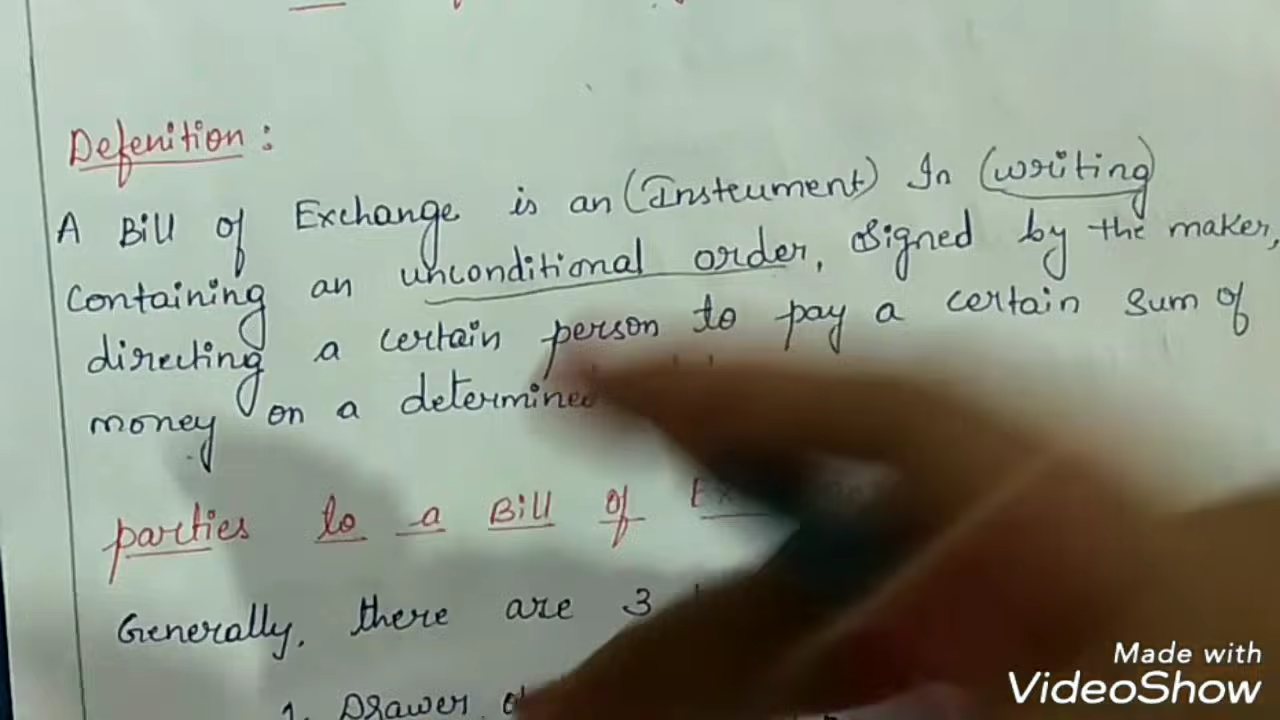 Defenition :
A Bill of Exchange is an (Instrument) In (writing)
containing an unconditional order, signed by the maker,
directing a certain person to pay a certain sum of
money on a determined
parties to a Bill of
Generally, there are 3
1. Drawer
Made with
VideoShow